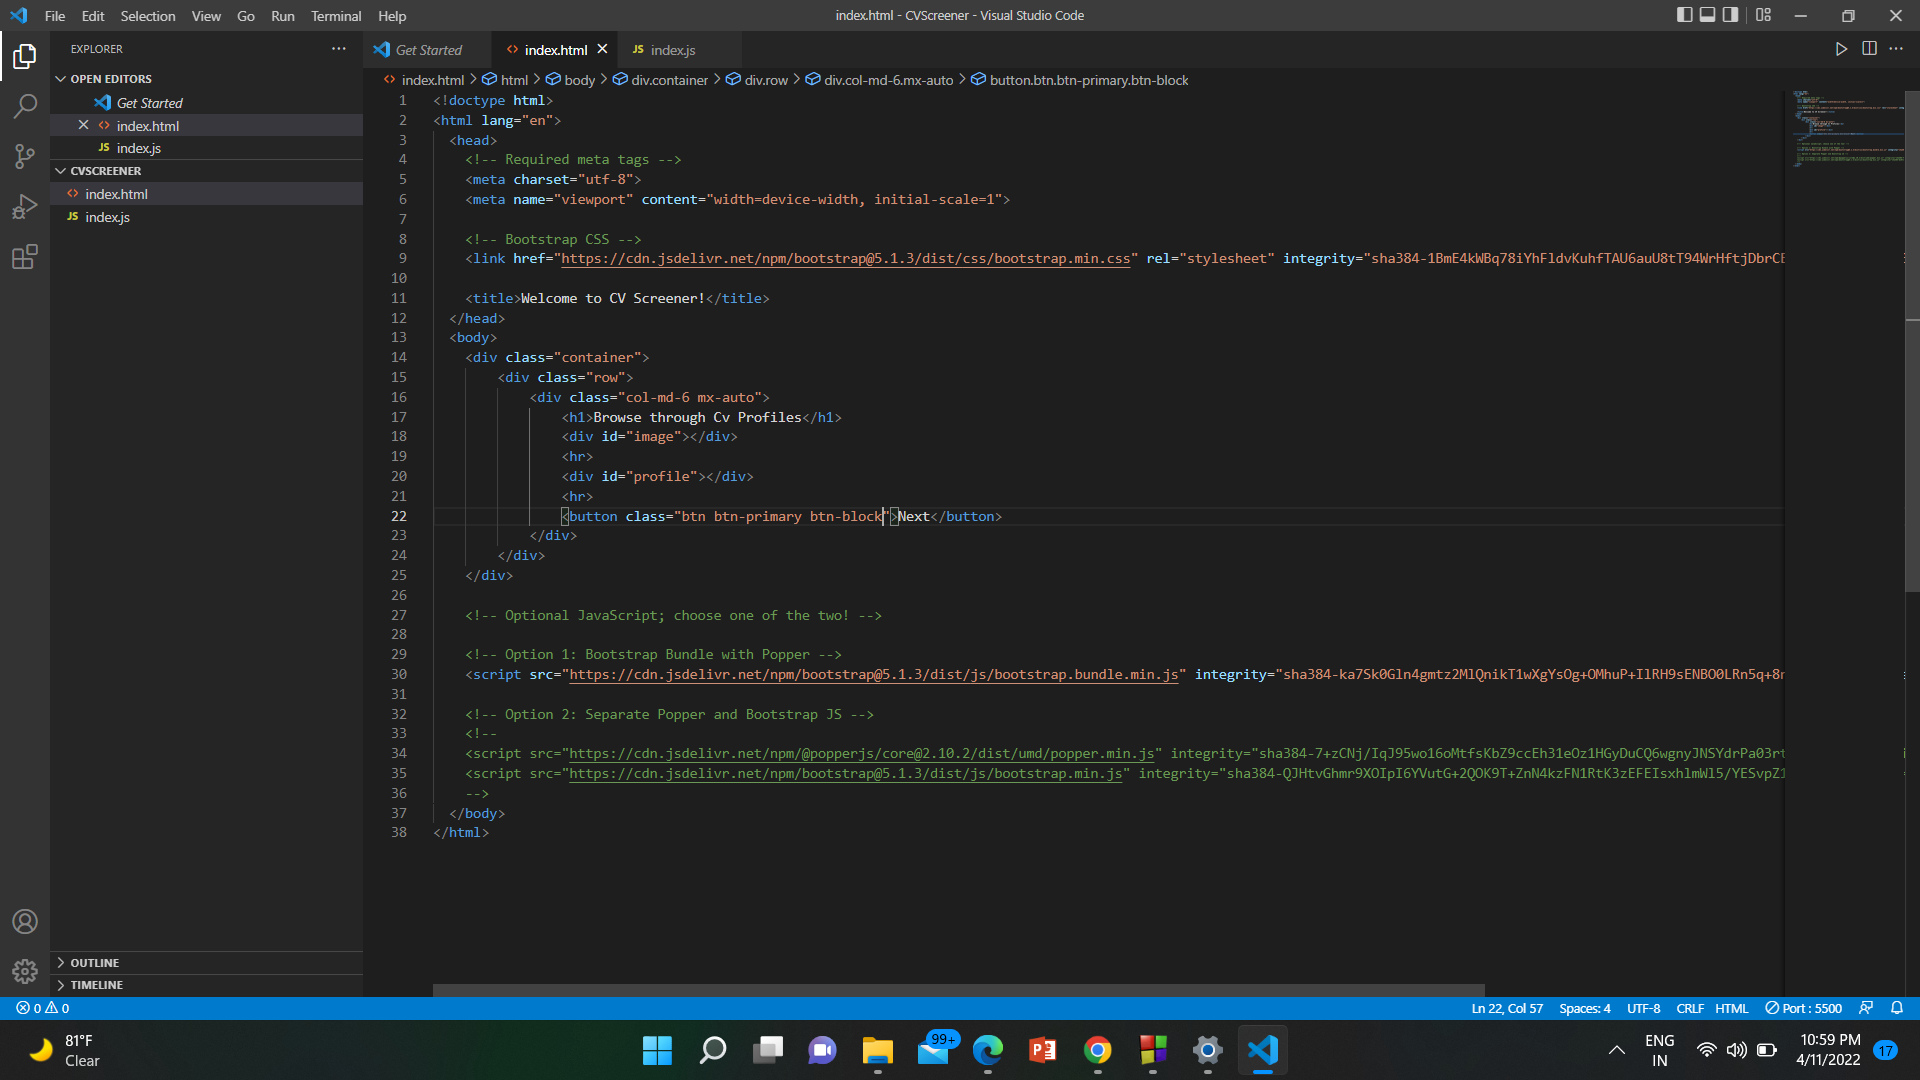 File Edit Selection View Go Run Terminal Help
index.html - CVScreener - Visual Studio Code
EXPLORER
OPEN EDITORS
Get Started
index.html
JS index.js
CVSCREENER
index.html
JS index.js
OUTLINE
TIMELINE
Get Started index.html JS index.js
index.html > html > body > div.container > div.row > div.col-md-6.mx-auto > button.btn.btn-primary.btn-block
1 <!doctype html>
2 <html lang="en">
3 <head>
4 <!-- Required meta tags -->
5 <meta charset="utf-8">
6 <meta name="viewport" content="width=device-width, initial-scale=1">
7
8 <!-- Bootstrap CSS -->
9 <link href="https://cdn.jsdelivr.net/npm/bootstrap@5.1.3/dist/css/bootstrap.min.css" rel="stylesheet" integrity="sha384-1BmE4kWBq78iYhFldvKuhfTAU6auU8tT94WrHftjDbrCE
10
11 <title>Welcome to CV Screener!</title>
12 </head>
13 <body>
14 <div class="container">
15 <div class="row">
16 <div class="col-md-6 mx-auto">
17 <h1>Browse through Cv Profiles</h1>
18 <div id="image"></div>
19 <hr>
20 <div id="profile"></div>
21 <hr>
22 <button class="btn btn-primary btn-block">Next</button>
23 </div>
24 </div>
25 </div>
26
27 <!-- Optional JavaScript; choose one of the two! -->
28
29 <!-- Option 1: Bootstrap Bundle with Popper -->
30 <script src="https://cdn.jsdelivr.net/npm/bootstrap@5.1.3/dist/js/bootstrap.bundle.min.js" integrity="sha384-ka7Sk0Gln4gmtz2MlQnikT1wXgYsOg+OMhuP+IlRH9sENBO0LRn5q+8n
31
32 <!-- Option 2: Separate Popper and Bootstrap JS -->
33 <!--
34 <script src="https://cdn.jsdelivr.net/npm/@popperjs/core@2.10.2/dist/umd/popper.min.js" integrity="sha384-7+zCNj/IqJ95wo16oMtfsKbZ9ccEh31eOz1HGyDuCQ6wgnyJNSYdrPa03rt
35 <script src="https://cdn.jsdelivr.net/npm/bootstrap@5.1.3/dist/js/bootstrap.min.js" integrity="sha384-QJHtvGhmr9XOIpI6YVutG+2QOK9T+ZnN4kzFN1RtK3zEFEIsxhlmWl5/YESvpZ1
36 -->
37 </body>
38 </html>
0 0 Ln 22, Col 57 Spaces: 4 UTF-8 CRLF HTML Port : 5500
81°F
Clear
99+
ENG
IN
10:59 PM
4/11/2022
17